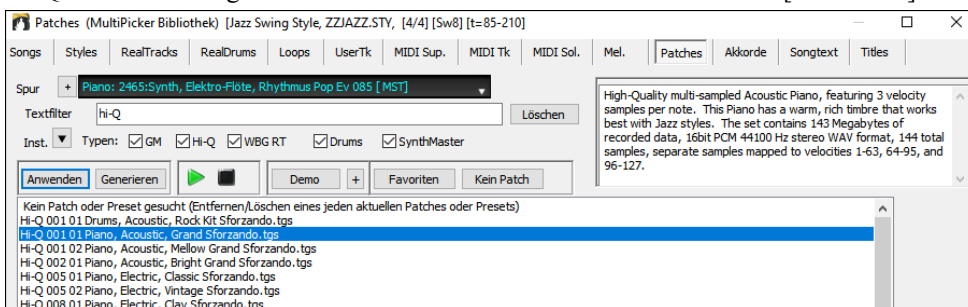 Patches (MultiPicker Bibliothek) [Jazz Swing Style, ZZJAZZ.STY, [4/4] [Sw8] [t=85-210]
Songs Styles RealTracks RealDrums Loops UserTk MIDI Sup. MIDI Tk MIDI Sol. Mel. Patches Akkorde Songtext Titles
Spur + Piano: 2465:Synth, Elektro-Flöte, Rhythmus Pop Ev 085 [ MST]
Textfilter hi-Q Löschen
Inst. Typen: GM Hi-Q WBG RT Drums SynthMaster
Anwenden Generieren Demo + Favoriten Kein Patch
High-Quality multi-sampled Acoustic Piano, featuring 3 velocity
samples per note. This Piano has a warm, rich timbre that works
best with Jazz styles. The set contains 143 Megabytes of
recorded data, 16bit PCM 44100 Hz stereo WAV format, 144 total
samples, separate samples mapped to velocities 1-63, 64-95, and
96-127.
Kein Patch oder Preset gesucht (Entfernen/Löschen eines jeden aktuellen Patches oder Presets)
Hi-Q 001 01 Drums, Acoustic, Rock Kit Sforzando.tgs
Hi-Q 001 01 Piano, Acoustic, Grand Sforzando.tgs
Hi-Q 001 02 Piano, Acoustic, Mellow Grand Sforzando.tgs
Hi-Q 002 01 Piano, Acoustic, Bright Grand Sforzando.tgs
Hi-Q 005 01 Piano, Electric, Classic Sforzando.tgs
Hi-Q 005 02 Piano, Electric, Vintage Sforzando.tgs
Hi-Q 008 01 Piano, Electric, Clav Sforzando.tgs